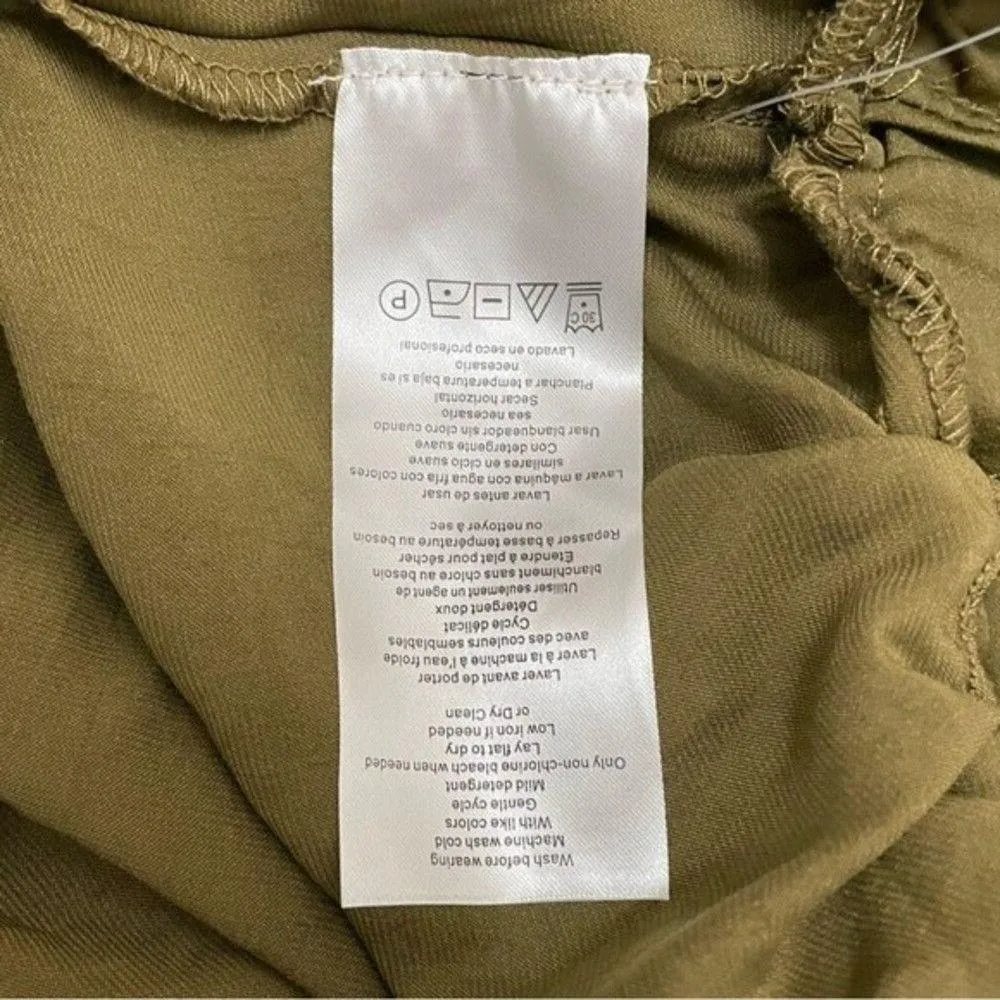 Wash before wearing
Machine wash cold
With like colors
Gentle cycle
Mild detergent
Only non-chlorine bleach when needed
Lay flat to dry
Low iron if needed
or Dry Clean
Laver avant de porter
Laver à la machine à l'eau froide
avec des couleurs semblables
Cycle délicat
Détergent doux
Utiliser seulement un agent de
blanchiment sans chlore au besoin
Étendre à plat pour sécher
Repasser à basse température au besoin
ou nettoyer à sec
Lavar antes de usar
Lavar a máquina con agua fría con colores
similares en ciclo suave
Con detergente suave
Usar blanqueador sin cloro cuando
sea necesario
Secar horizontal
Planchar a temperatura baja si es
necesario
Lavado en seco profesional
30 C
P